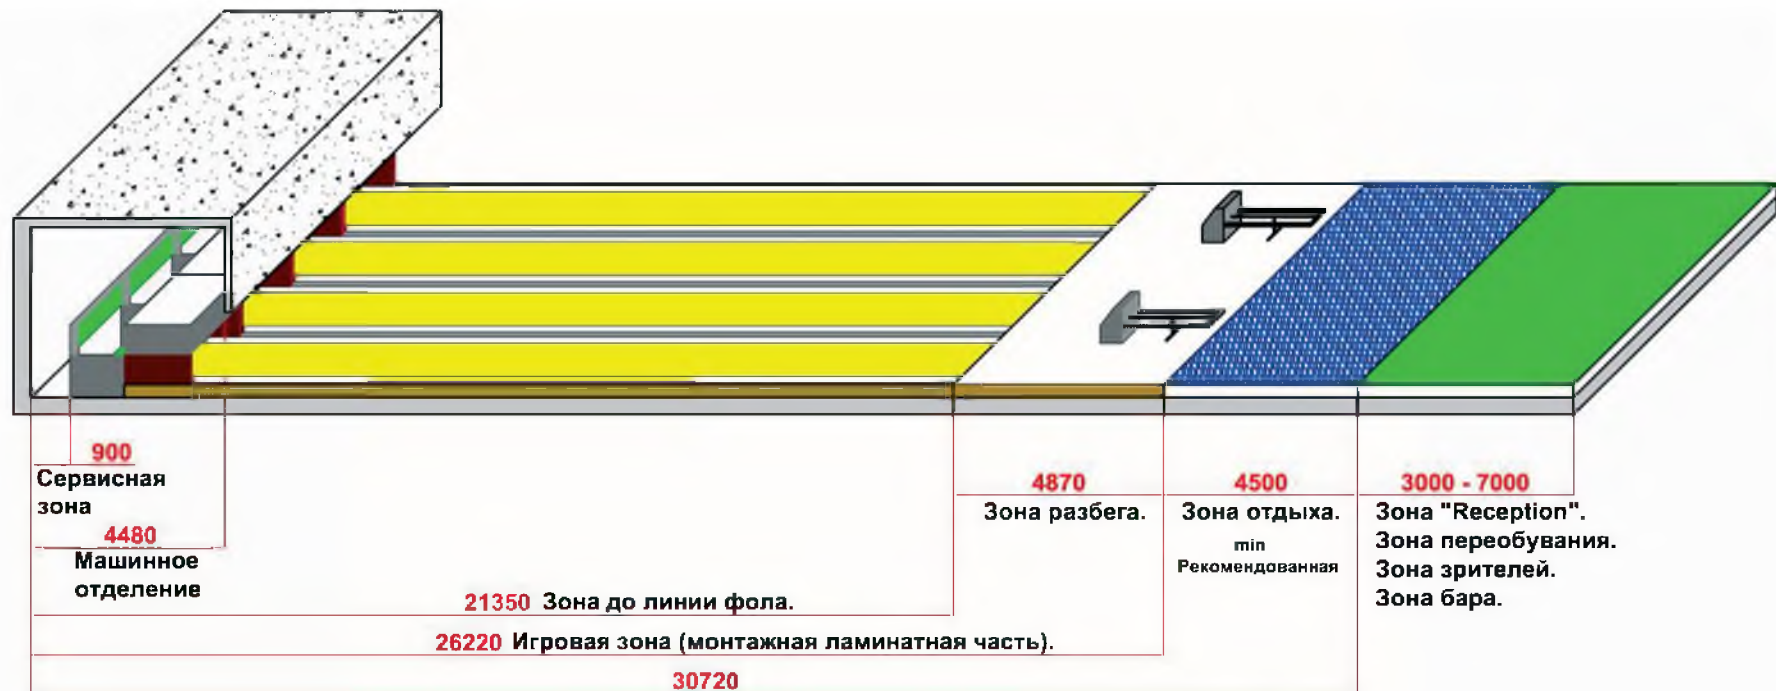 900
Сервисная
зона
4480
Машинное
отделение
4870
Зона разбега.
4500
Зона отдыха.
min
Рекомендованная
3000 - 7000
Зона "Reception".
Зона переобувания.
Зона зрителей.
Зона бара.
21350 Зона до линии фола.
26220 Игровая зона (монтажная ламинатная часть).
30720